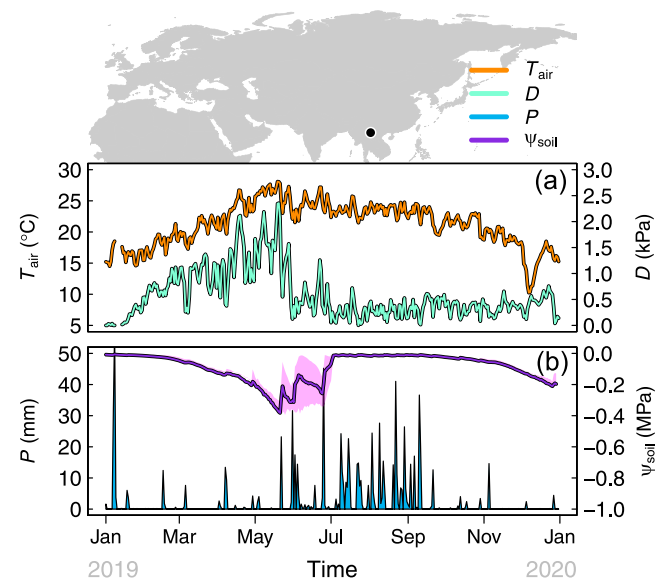 T_air
D
P
Ψ_soil
(a)
30
25
20
15
10
5
T_air (°C)
3.0
2.5
2.0
1.5
1.0
0.5
0.0
D (kPa)
(b)
50
40
30
20
10
0
P (mm)
0.0
−0.2
−0.4
−0.6
−0.8
−1.0
Ψ_soil (MPa)
Jan Mar May Jul Sep Nov Jan
2019 Time 2020